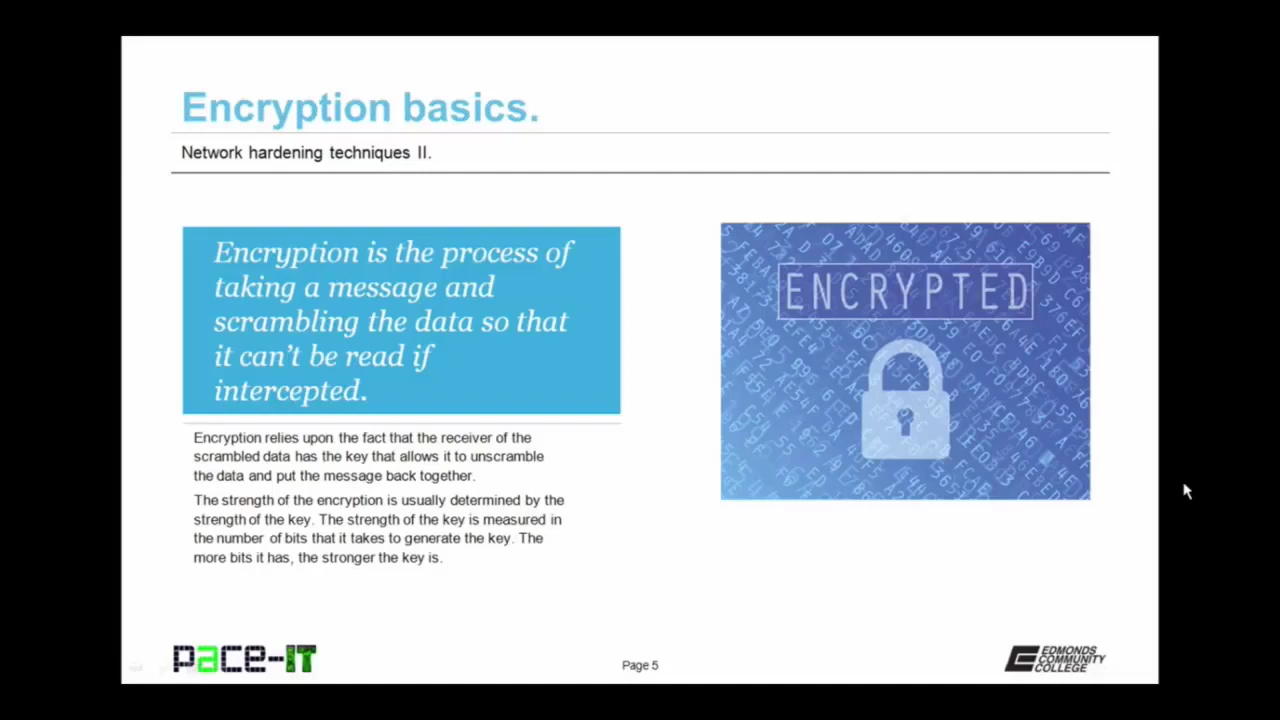 Encryption basics.
Network hardening techniques II.
Encryption is the process of
taking a message and
scrambling the data so that
it can't be read if
intercepted.
Encryption relies upon the fact that the receiver of the
scrambled data has the key that allows it to unscramble
the data and put the message back together.
The strength of the encryption is usually determined by the
strength of the key. The strength of the key is measured in
the number of bits that it takes to generate the key. The
more bits it has, the stronger the key is.
ENCRYPTED
pace-IT
Page 5
EDMONDS
COMMUNITY
COLLEGE